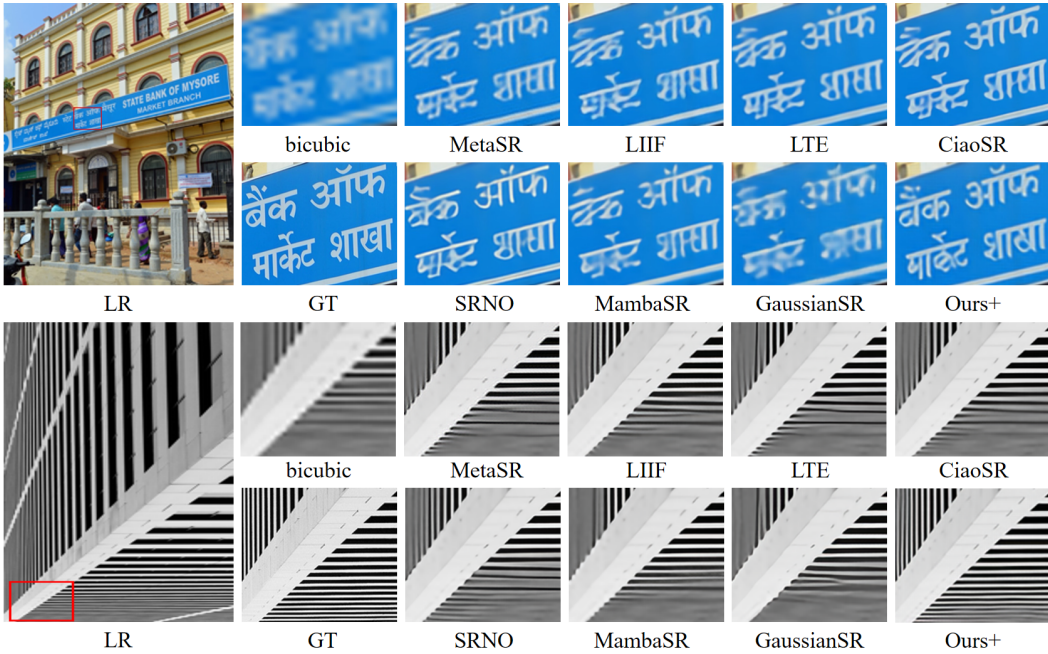 STATE BANK OF MYSORE
MARKET BRANCH
बैंक ऑफ
मार्केट शाखा
bicubic
MetaSR
LIIF
LTE
CiaoSR
LR
GT
SRNO
MambaSR
GaussianSR
Ours+
bicubic
MetaSR
LIIF
LTE
CiaoSR
LR
GT
SRNO
MambaSR
GaussianSR
Ours+